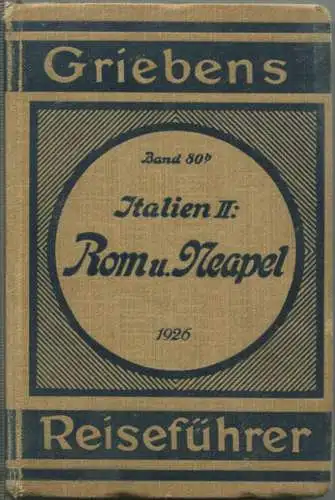 Griebens
Band 80b
Italien II:
Rom u. Neapel
1926
Reiseführer